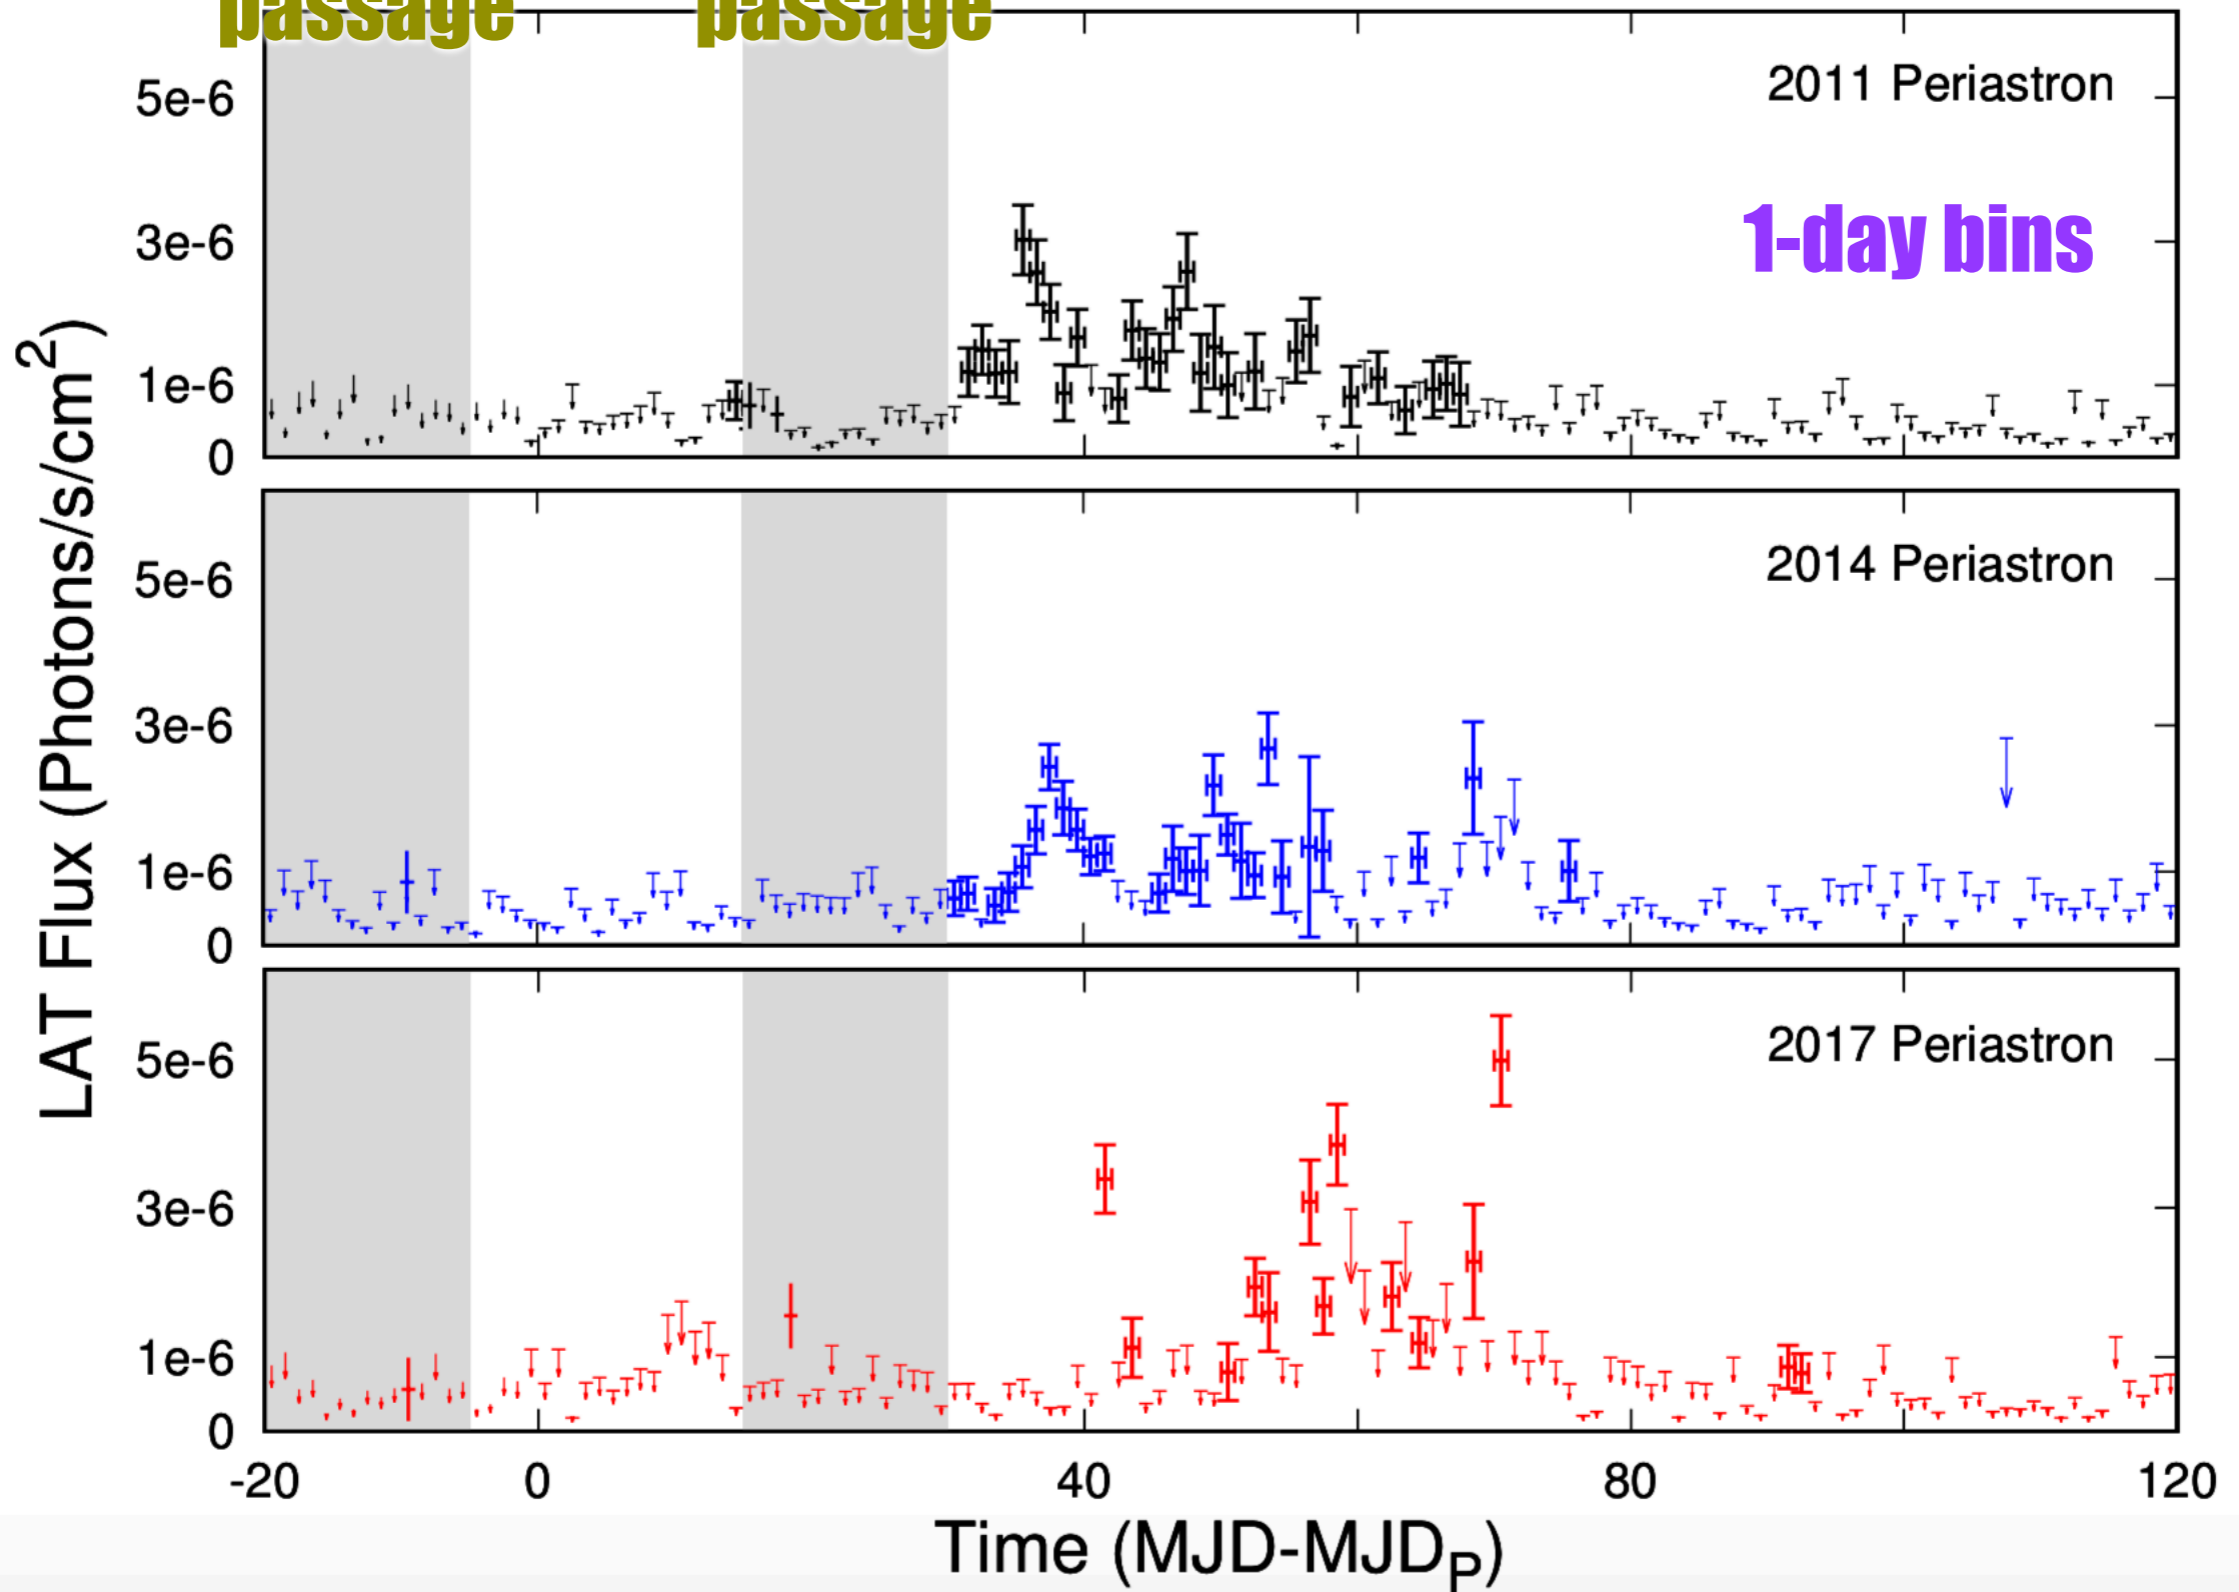 passage passage
2011 Periastron
5e-6
1-day bins
3e-6
1e-6
0
2014 Periastron
5e-6
3e-6
1e-6
0
2017 Periastron
5e-6
3e-6
1e-6
0
LAT Flux (Photons/s/cm²)
-20 0 40 80 120
Time (MJD-MJD_P)